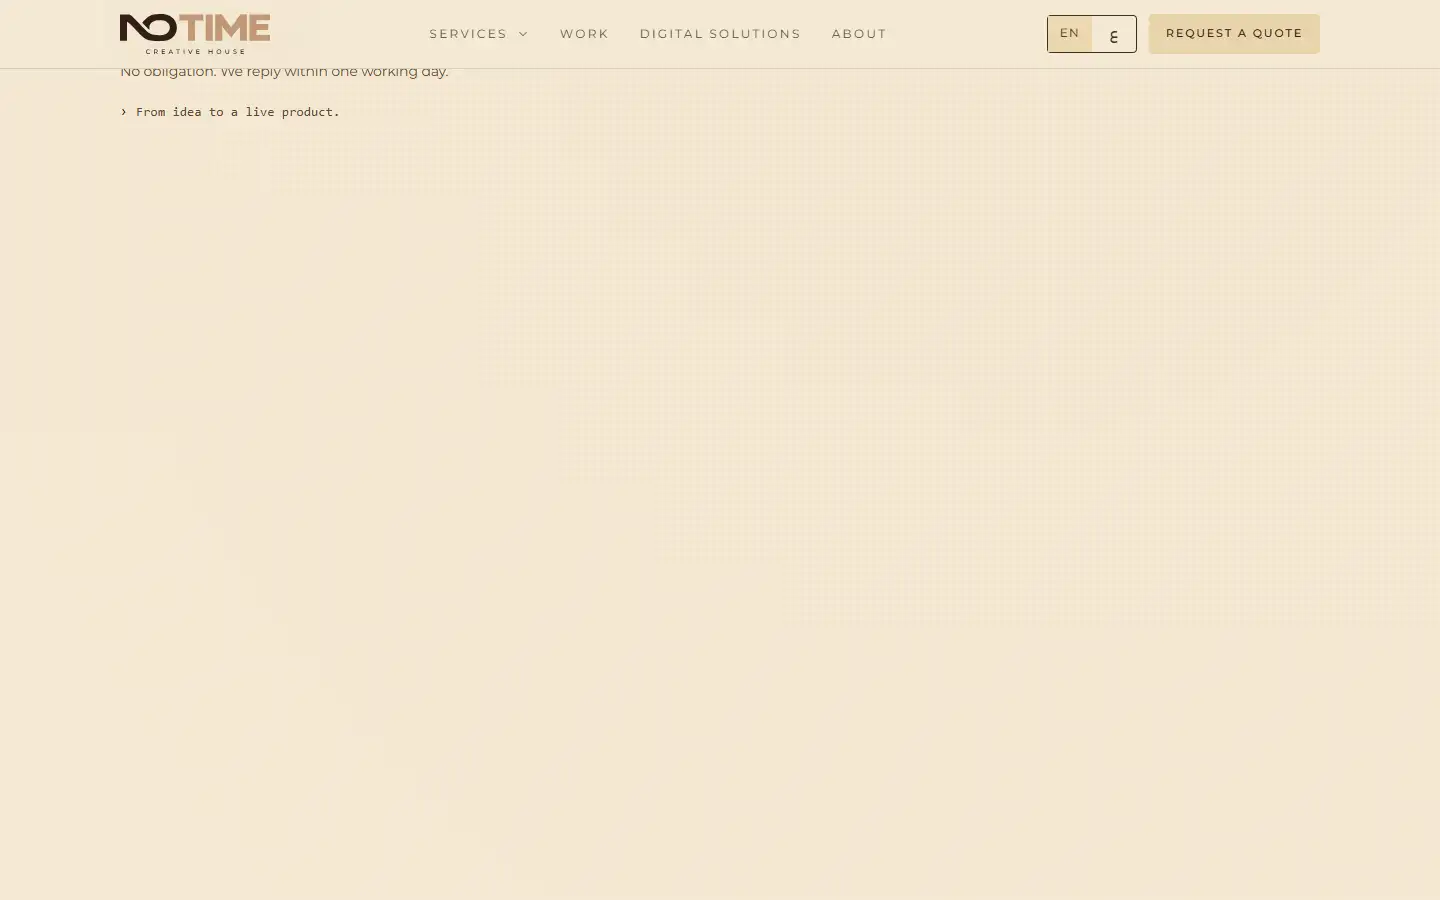 NOTIME
CREATIVE HOUSE
SERVICES
WORK
DIGITAL SOLUTIONS
ABOUT
EN
ع
REQUEST A QUOTE
No obligation. We reply within one working day.
› From idea to a live product.